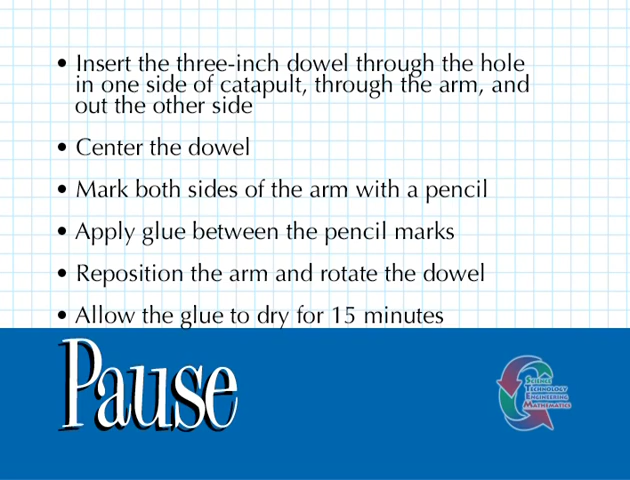 • Insert the three-inch dowel through the hole
in one side of catapult, through the arm, and
out the other side
• Center the dowel
• Mark both sides of the arm with a pencil
• Apply glue between the pencil marks
• Reposition the arm and rotate the dowel
• Allow the glue to dry for 15 minutes
Pause
Science
Technology
Engineering
Mathematics